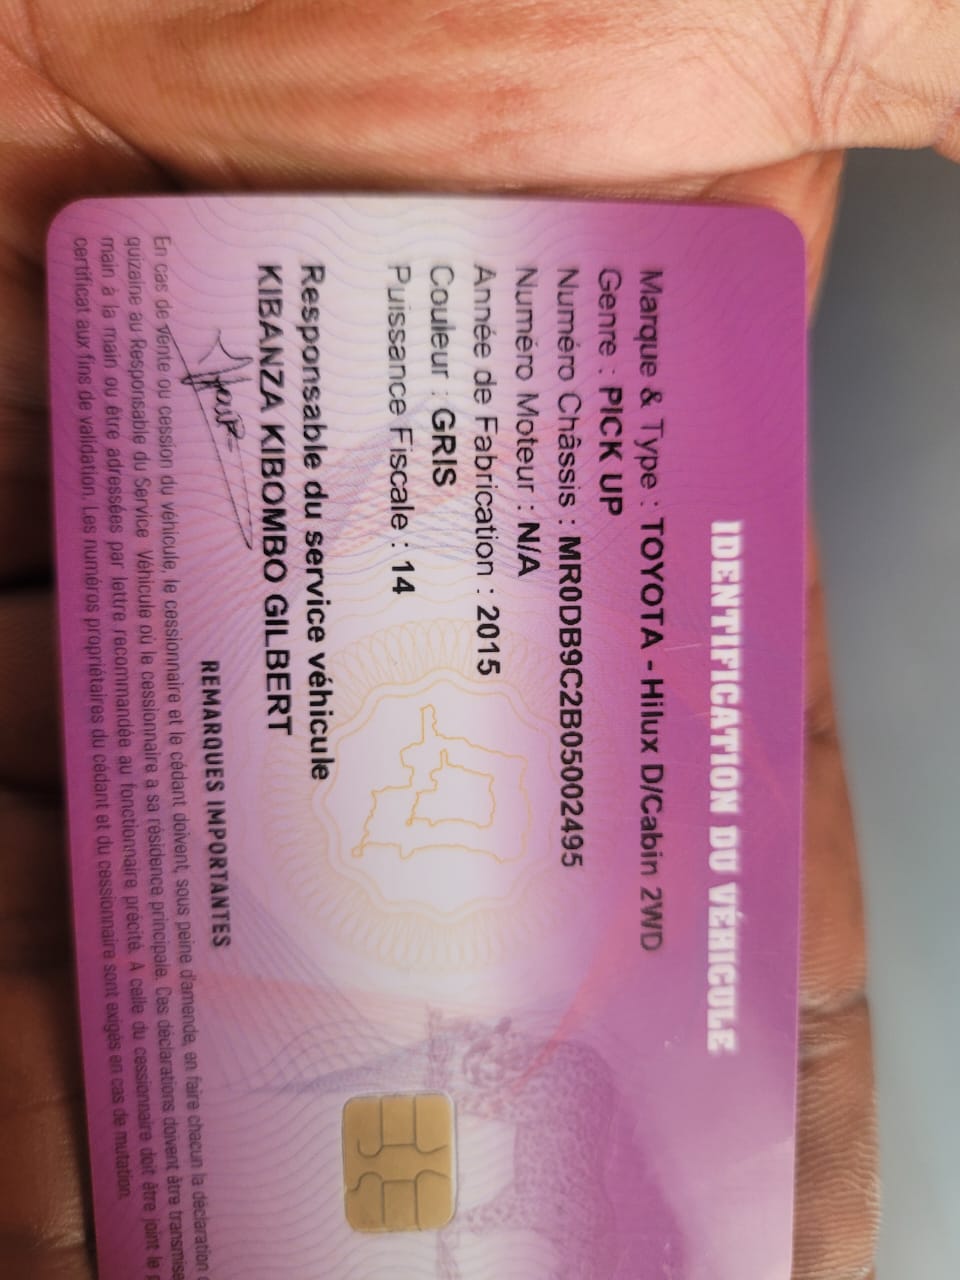 IDENTIFICATION DU VÉHICULE
Marque & Type : TOYOTA - Hilux D/Cabin 2WD
Genre : PICK UP
Numéro Châssis : MR0DB9C2B05002495
Numéro Moteur : N/A
Année de Fabrication : 2015
Couleur : GRIS
Puissance Fiscale : 14
Responsable du service véhicule
KIBANZA KIBOMBO GILBERT
REMARQUES IMPORTANTES
En cas de vente ou cession du véhicule, le cessionnaire et le cédant doivent, sous peine d'amende, en faire chacun la déclaration
quizaine au Responsable du Service Véhicule où le cessionnaire a sa résidence principale. Ces déclarations doivent être transmise
main à la main ou être adressées par lettre recommandée au fonctionnaire précité. A celle du cessionnaire doit être joint le
certificat aux fins de validation. Les numéros propriétaires du cédant et du cessionnaire sont exigés en cas de mutation.